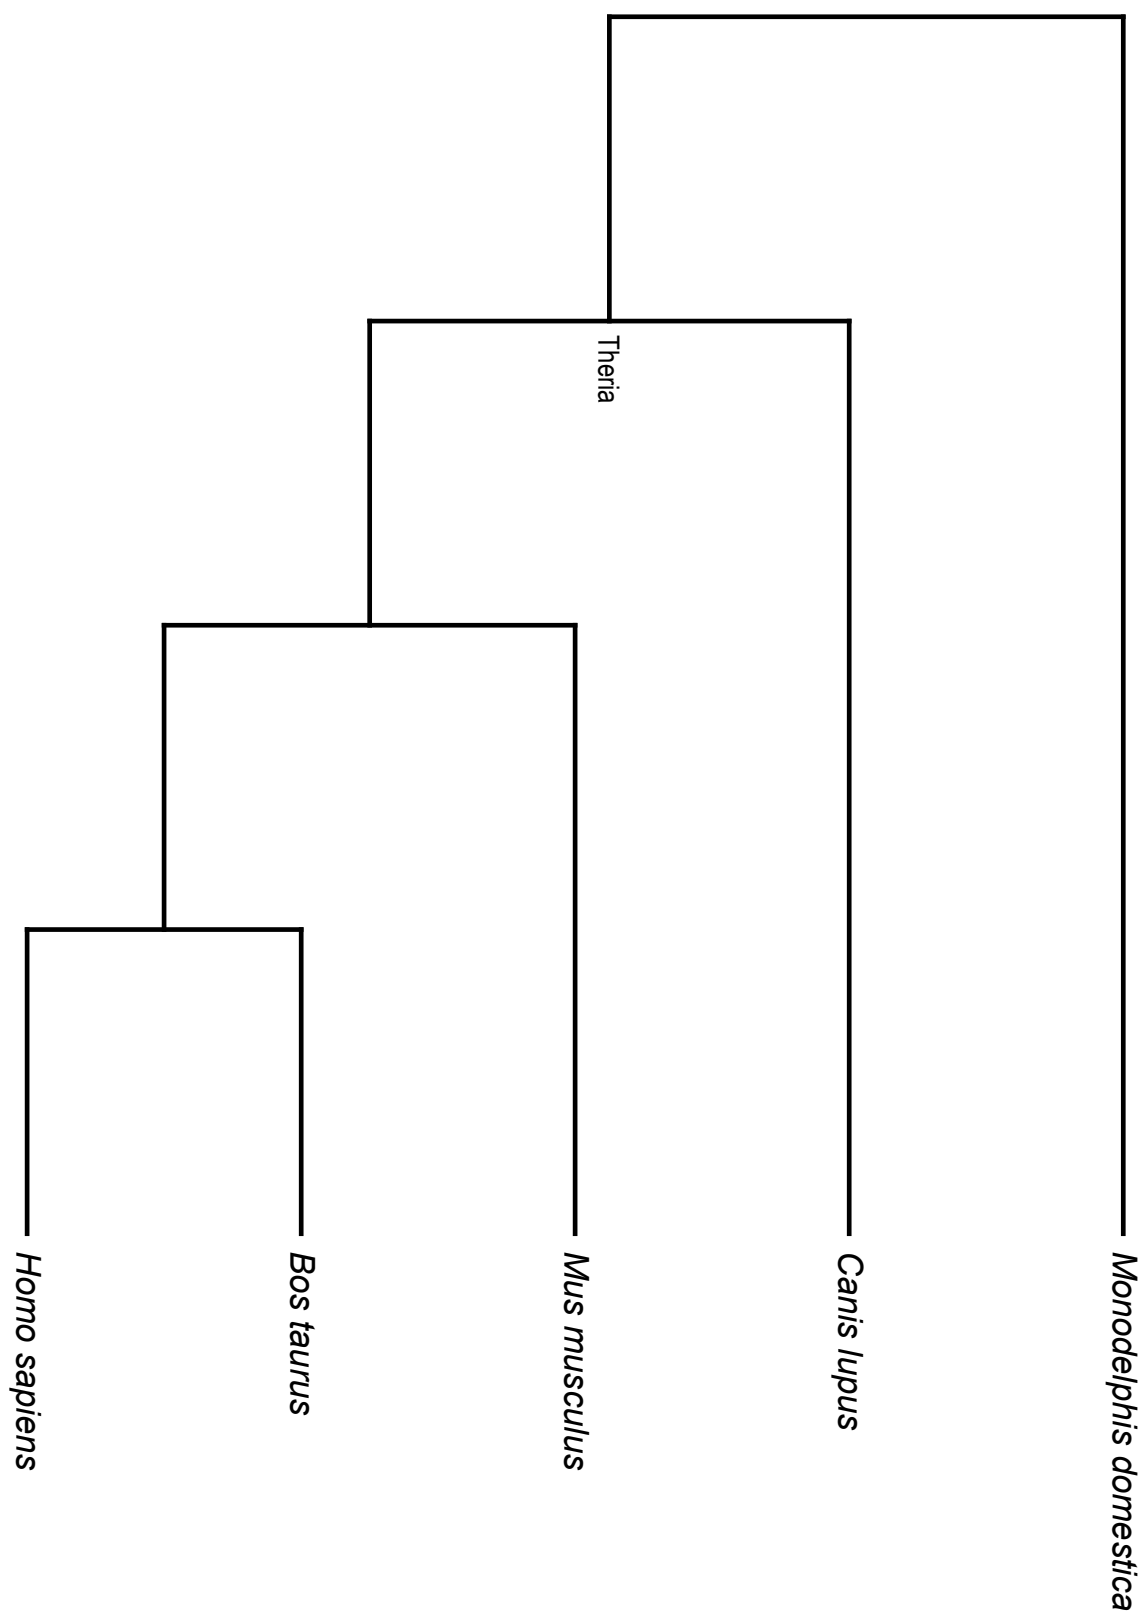 Theria
Homo sapiens
Bos taurus
Mus musculus
Canis lupus
Monodelphis domestica